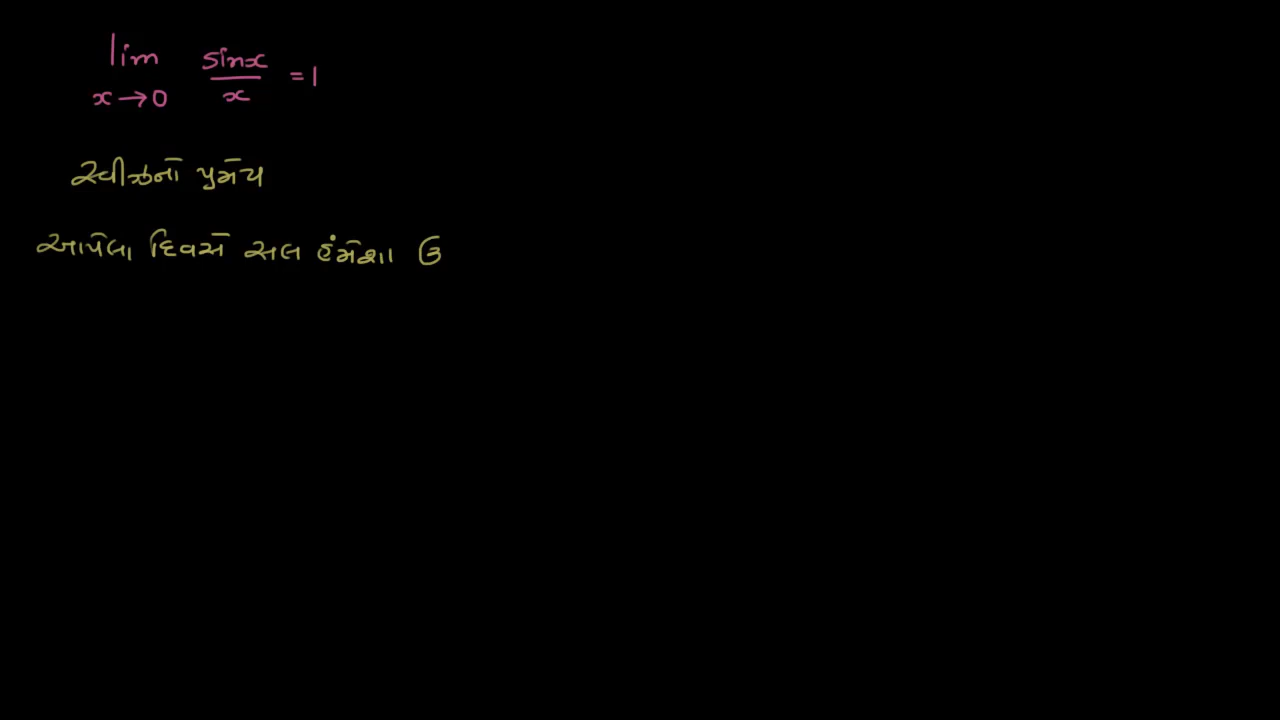 lim x→0 sinx/x = 1
સ્વીઝનો પ્રમેય
આપેલા દિવસે સલ હંમેશા ઉ